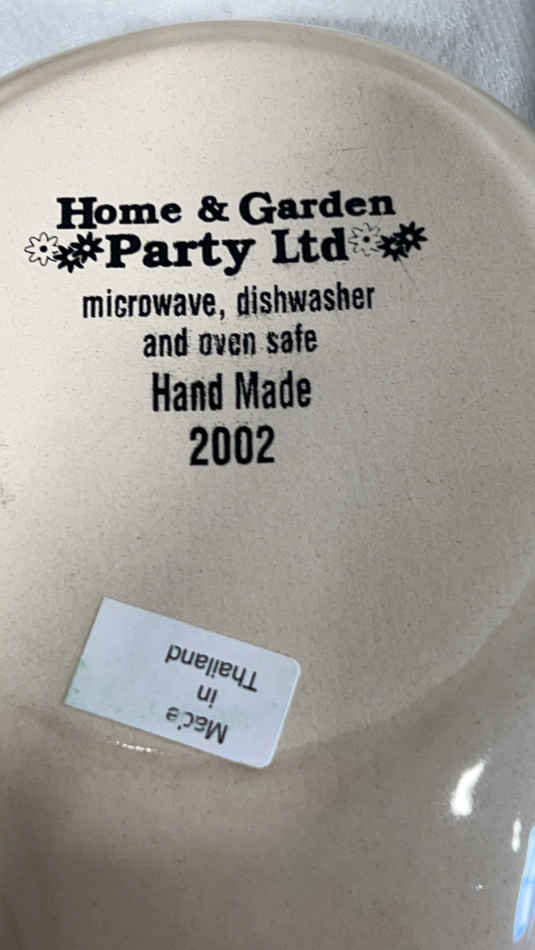 Home & Garden
Party Ltd
microwave, dishwasher
and oven safe
Hand Made
2002
Made
in
Thailand